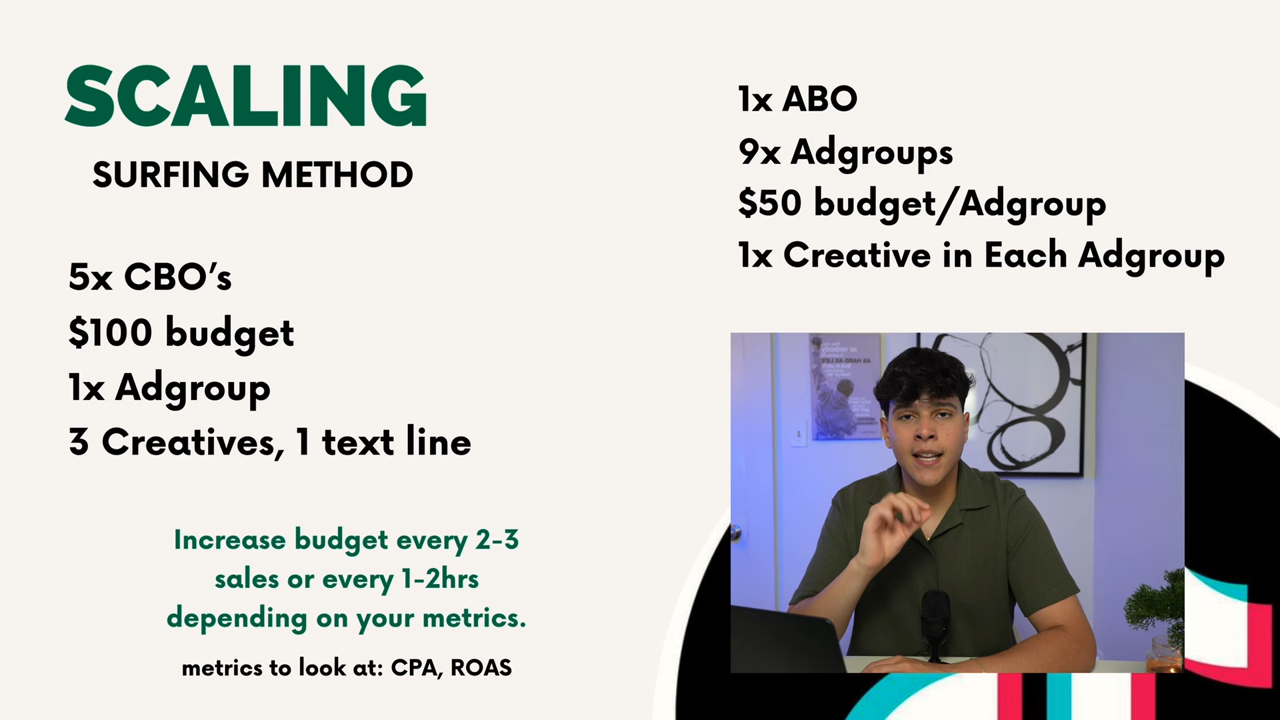 SCALING
SURFING METHOD
5x CBO's
$100 budget
1x Adgroup
3 Creatives, 1 text line
Increase budget every 2-3
sales or every 1-2hrs
depending on your metrics.
metrics to look at: CPA, ROAS
1x ABO
9x Adgroups
$50 budget/Adgroup
1x Creative in Each Adgroup